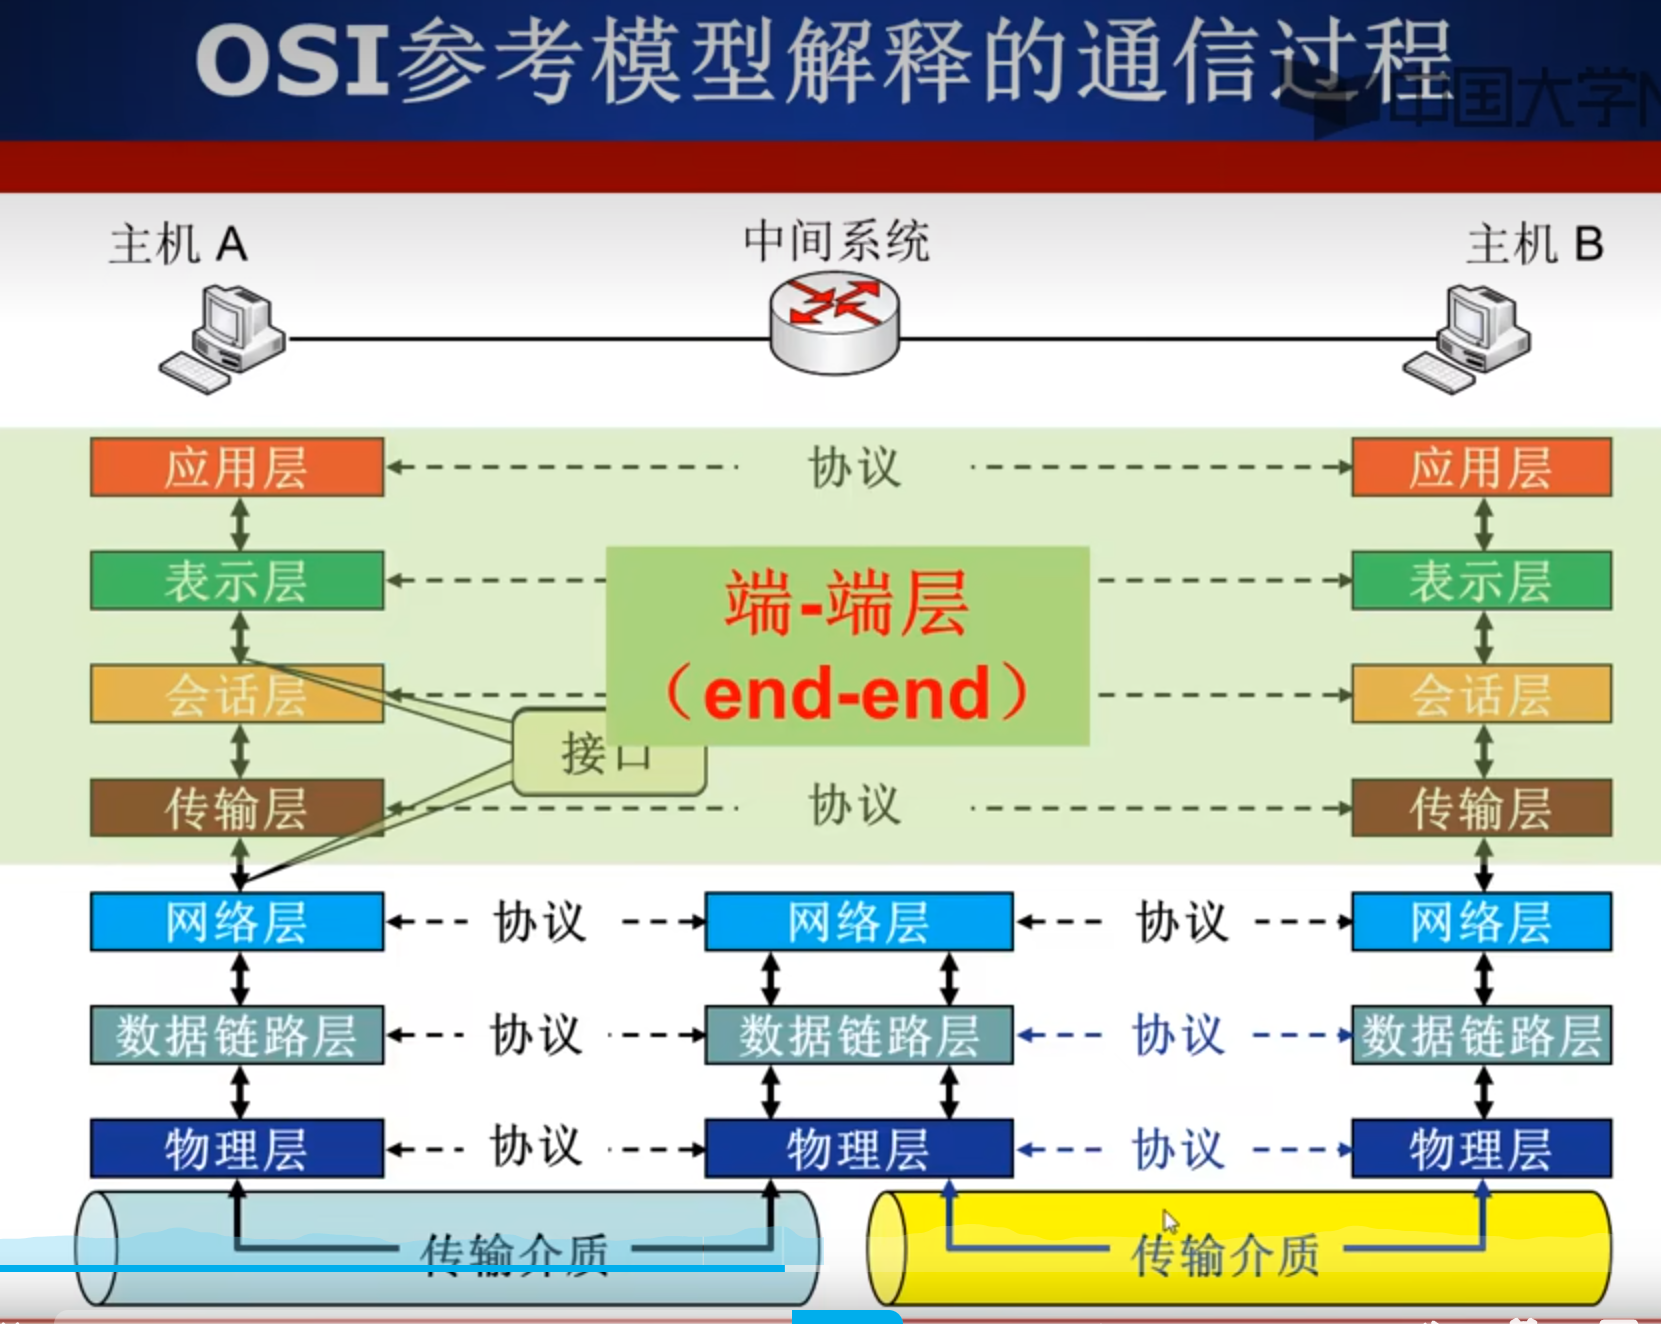 OSI参考模型解释的通信过程
中国大学
主机 A
中间系统
主机 B
应用层
协议
应用层
表示层
端-端层
(end-end)
表示层
会话层
接口
会话层
传输层
协议
传输层
网络层
协议
网络层
协议
网络层
数据链路层
协议
数据链路层
协议
数据链路层
物理层
协议
物理层
协议
物理层
传输介质
传输介质